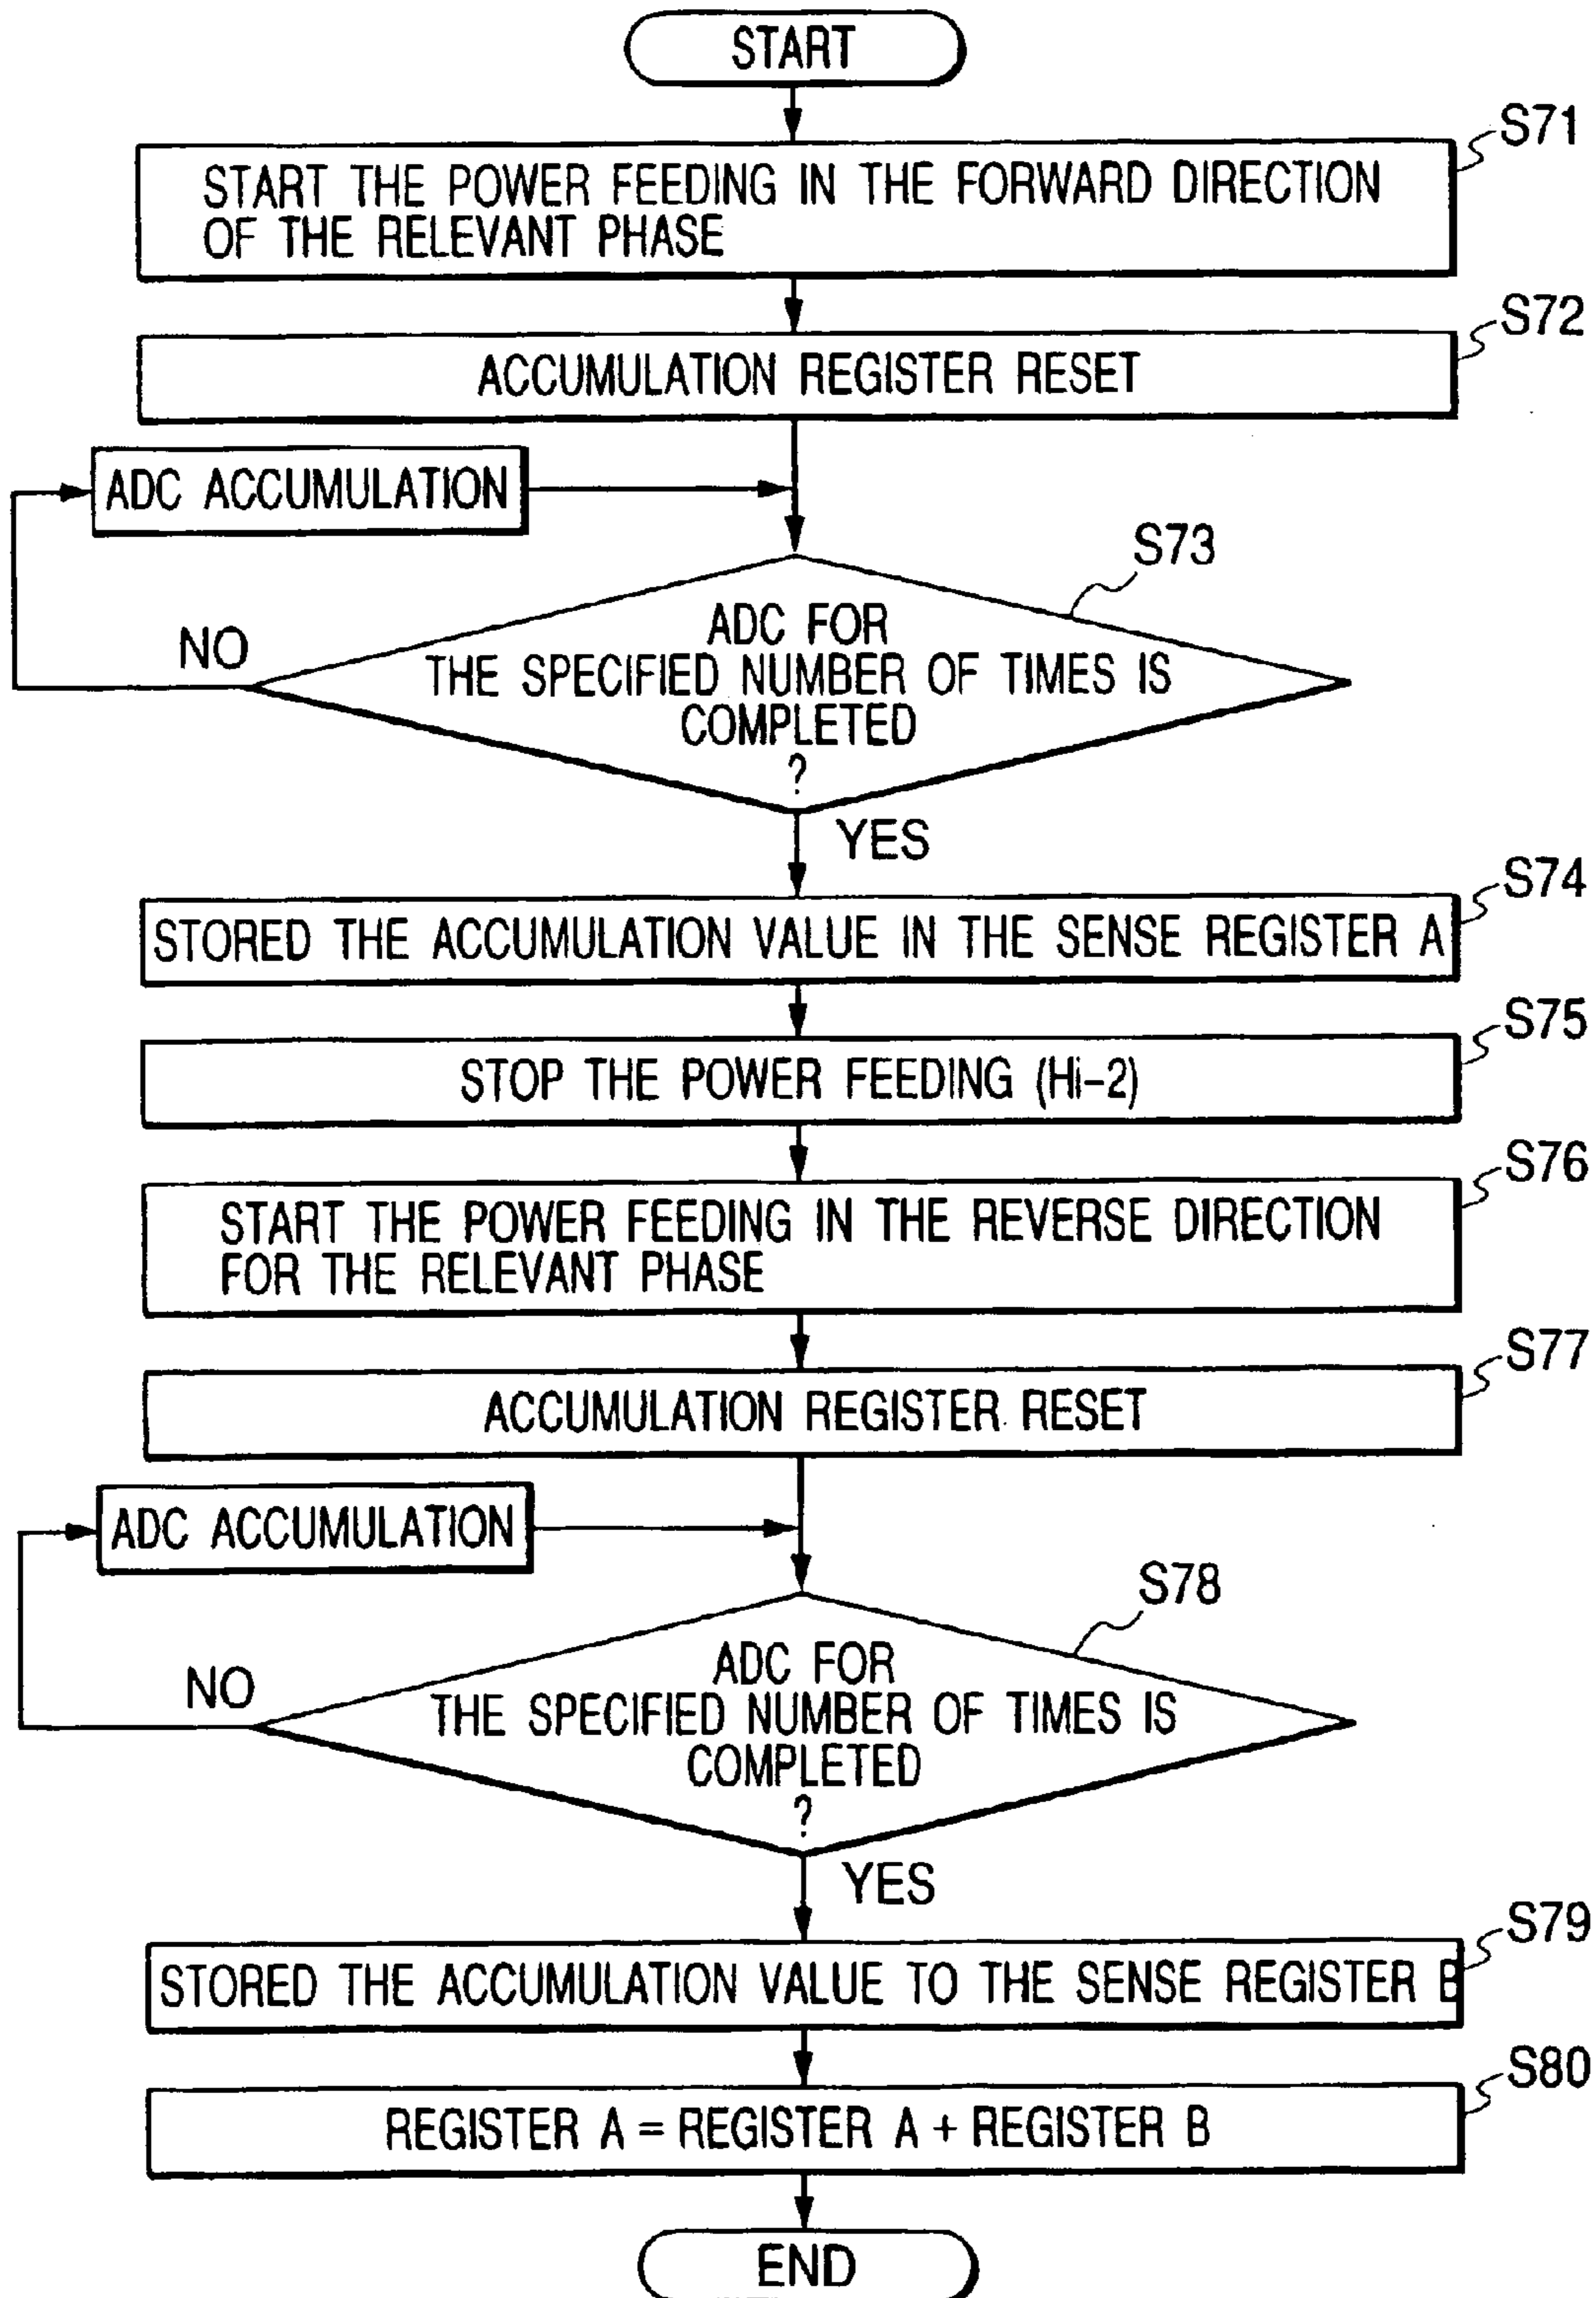 START
S71
START THE POWER FEEDING IN THE FORWARD DIRECTION
OF THE RELEVANT PHASE
S72
ACCUMULATION REGISTER RESET
ADC ACCUMULATION
S73
ADC FOR
THE SPECIFIED NUMBER OF TIMES IS
COMPLETED
?
NO
YES
S74
STORED THE ACCUMULATION VALUE IN THE SENSE REGISTER A
S75
STOP THE POWER FEEDING (Hi-2)
S76
START THE POWER FEEDING IN THE REVERSE DIRECTION
FOR THE RELEVANT PHASE
S77
ACCUMULATION REGISTER RESET
ADC ACCUMULATION
S78
ADC FOR
THE SPECIFIED NUMBER OF TIMES IS
COMPLETED
?
NO
YES
S79
STORED THE ACCUMULATION VALUE TO THE SENSE REGISTER B
S80
REGISTER A = REGISTER A + REGISTER B
END